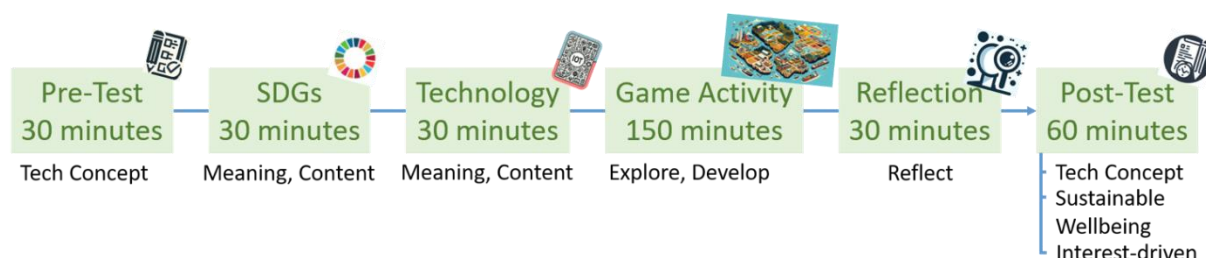 Pre-Test
30 minutes
Tech Concept
SDGs
30 minutes
Meaning, Content
IOT
Technology
30 minutes
Meaning, Content
Game Activity
150 minutes
Explore, Develop
Reflection
30 minutes
Reflect
Post-Test
60 minutes
Tech Concept
Sustainable
Wellbeing
Interest-driven